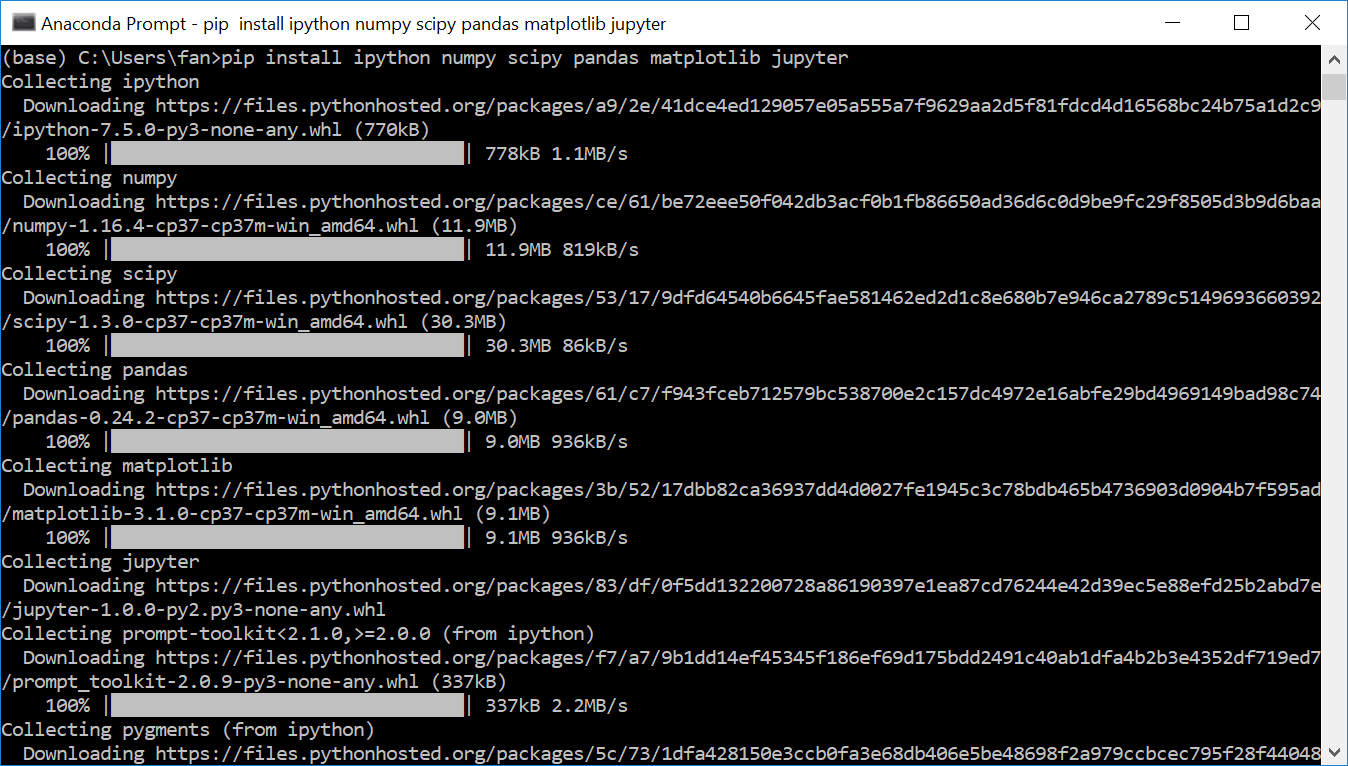 Anaconda Prompt - pip  install ipython numpy scipy pandas matplotlib jupyter
(base) C:\Users\fan>pip install ipython numpy scipy pandas matplotlib jupyter
Collecting ipython
  Downloading https://files.pythonhosted.org/packages/a9/2e/41dce4ed129057e05a555a7f9629aa2d5f81fdcd4d16568bc24b75a1d2c9
/ipython-7.5.0-py3-none-any.whl (770kB)
    100% |████████████████████████████████| 778kB 1.1MB/s
Collecting numpy
  Downloading https://files.pythonhosted.org/packages/ce/61/be72eee50f042db3acf0b1fb86650ad36d6c0d9be9fc29f8505d3b9d6baa
/numpy-1.16.4-cp37-cp37m-win_amd64.whl (11.9MB)
    100% |████████████████████████████████| 11.9MB 819kB/s
Collecting scipy
  Downloading https://files.pythonhosted.org/packages/53/17/9dfd64540b6645fae581462ed2d1c8e680b7e946ca2789c5149693660392
/scipy-1.3.0-cp37-cp37m-win_amd64.whl (30.3MB)
    100% |████████████████████████████████| 30.3MB 86kB/s
Collecting pandas
  Downloading https://files.pythonhosted.org/packages/61/c7/f943fceb712579bc538700e2c157dc4972e16abfe29bd4969149bad98c74
/pandas-0.24.2-cp37-cp37m-win_amd64.whl (9.0MB)
    100% |████████████████████████████████| 9.0MB 936kB/s
Collecting matplotlib
  Downloading https://files.pythonhosted.org/packages/3b/52/17dbb82ca36937dd4d0027fe1945c3c78bdb465b4736903d0904b7f595ad
/matplotlib-3.1.0-cp37-cp37m-win_amd64.whl (9.1MB)
    100% |████████████████████████████████| 9.1MB 936kB/s
Collecting jupyter
  Downloading https://files.pythonhosted.org/packages/83/df/0f5dd132200728a86190397e1ea87cd76244e42d39ec5e88efd25b2abd7e
/jupyter-1.0.0-py2.py3-none-any.whl
Collecting prompt-toolkit<2.1.0,>=2.0.0 (from ipython)
  Downloading https://files.pythonhosted.org/packages/f7/a7/9b1dd14ef45345f186ef69d175bdd2491c40ab1dfa4b2b3e4352df719ed7
/prompt_toolkit-2.0.9-py3-none-any.whl (337kB)
    100% |████████████████████████████████| 337kB 2.2MB/s
Collecting pygments (from ipython)
  Downloading https://files.pythonhosted.org/packages/5c/73/1dfa428150e3ccb0fa3e68db406e5be48698f2a979ccbcec795f28f44048